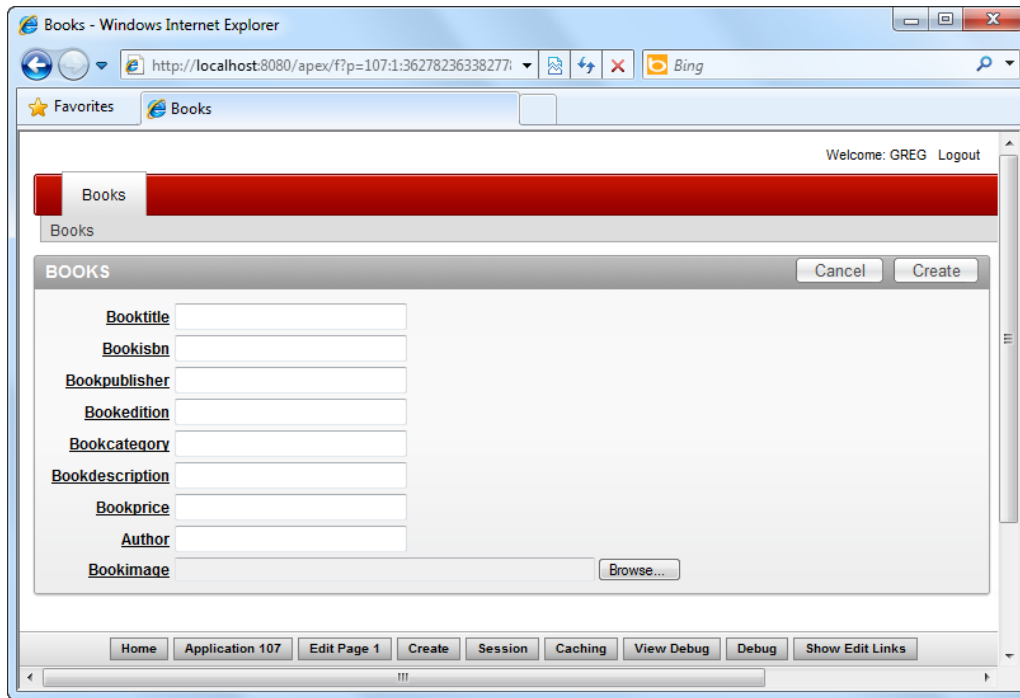 Books - Windows Internet Explorer
http://localhost:8080/apex/f?p=107:1:36278236338277
Bing
Favorites
Books
Welcome: GREG Logout
Books
Books
BOOKS Cancel Create
Booktitle
Bookisbn
Bookpublisher
Bookedition
Bookcategory
Bookdescription
Bookprice
Author
Bookimage Browse...
Home Application 107 Edit Page 1 Create Session Caching View Debug Debug Show Edit Links